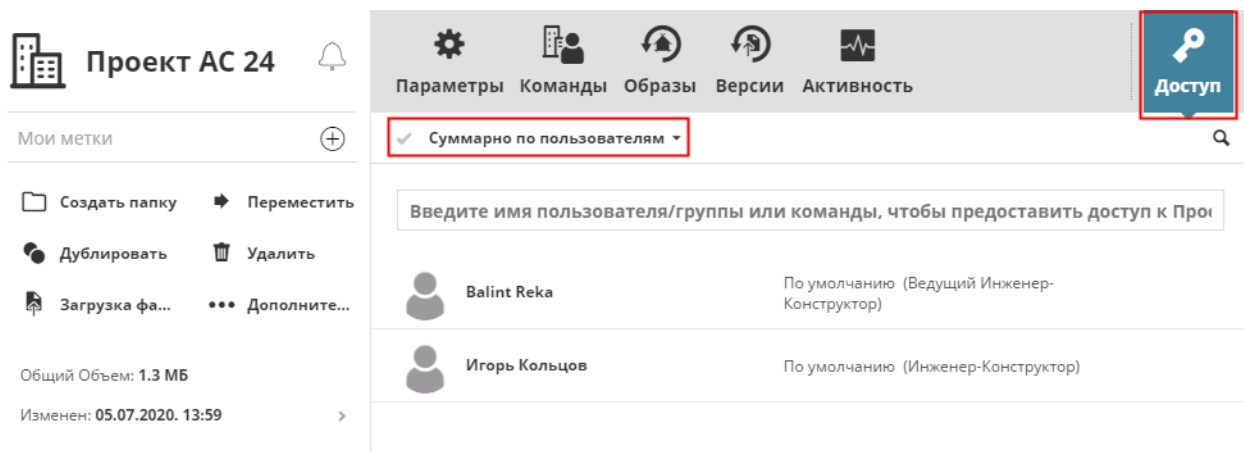 Проект АС 24
Мои метки
Создать папку
Переместить
Дублировать
Удалить
Загрузка фа...
Дополните...
Общий Объем: 1.3 МБ
Изменен: 05.07.2020. 13:59
Параметры
Команды
Образы
Версии
Активность
Доступ
Суммарно по пользователям
Введите имя пользователя/группы или команды, чтобы предоставить доступ к Прое
Balint Reka
По умолчанию (Ведущий Инженер-
Конструктор)
Игорь Кольцов
По умолчанию (Инженер-Конструктор)